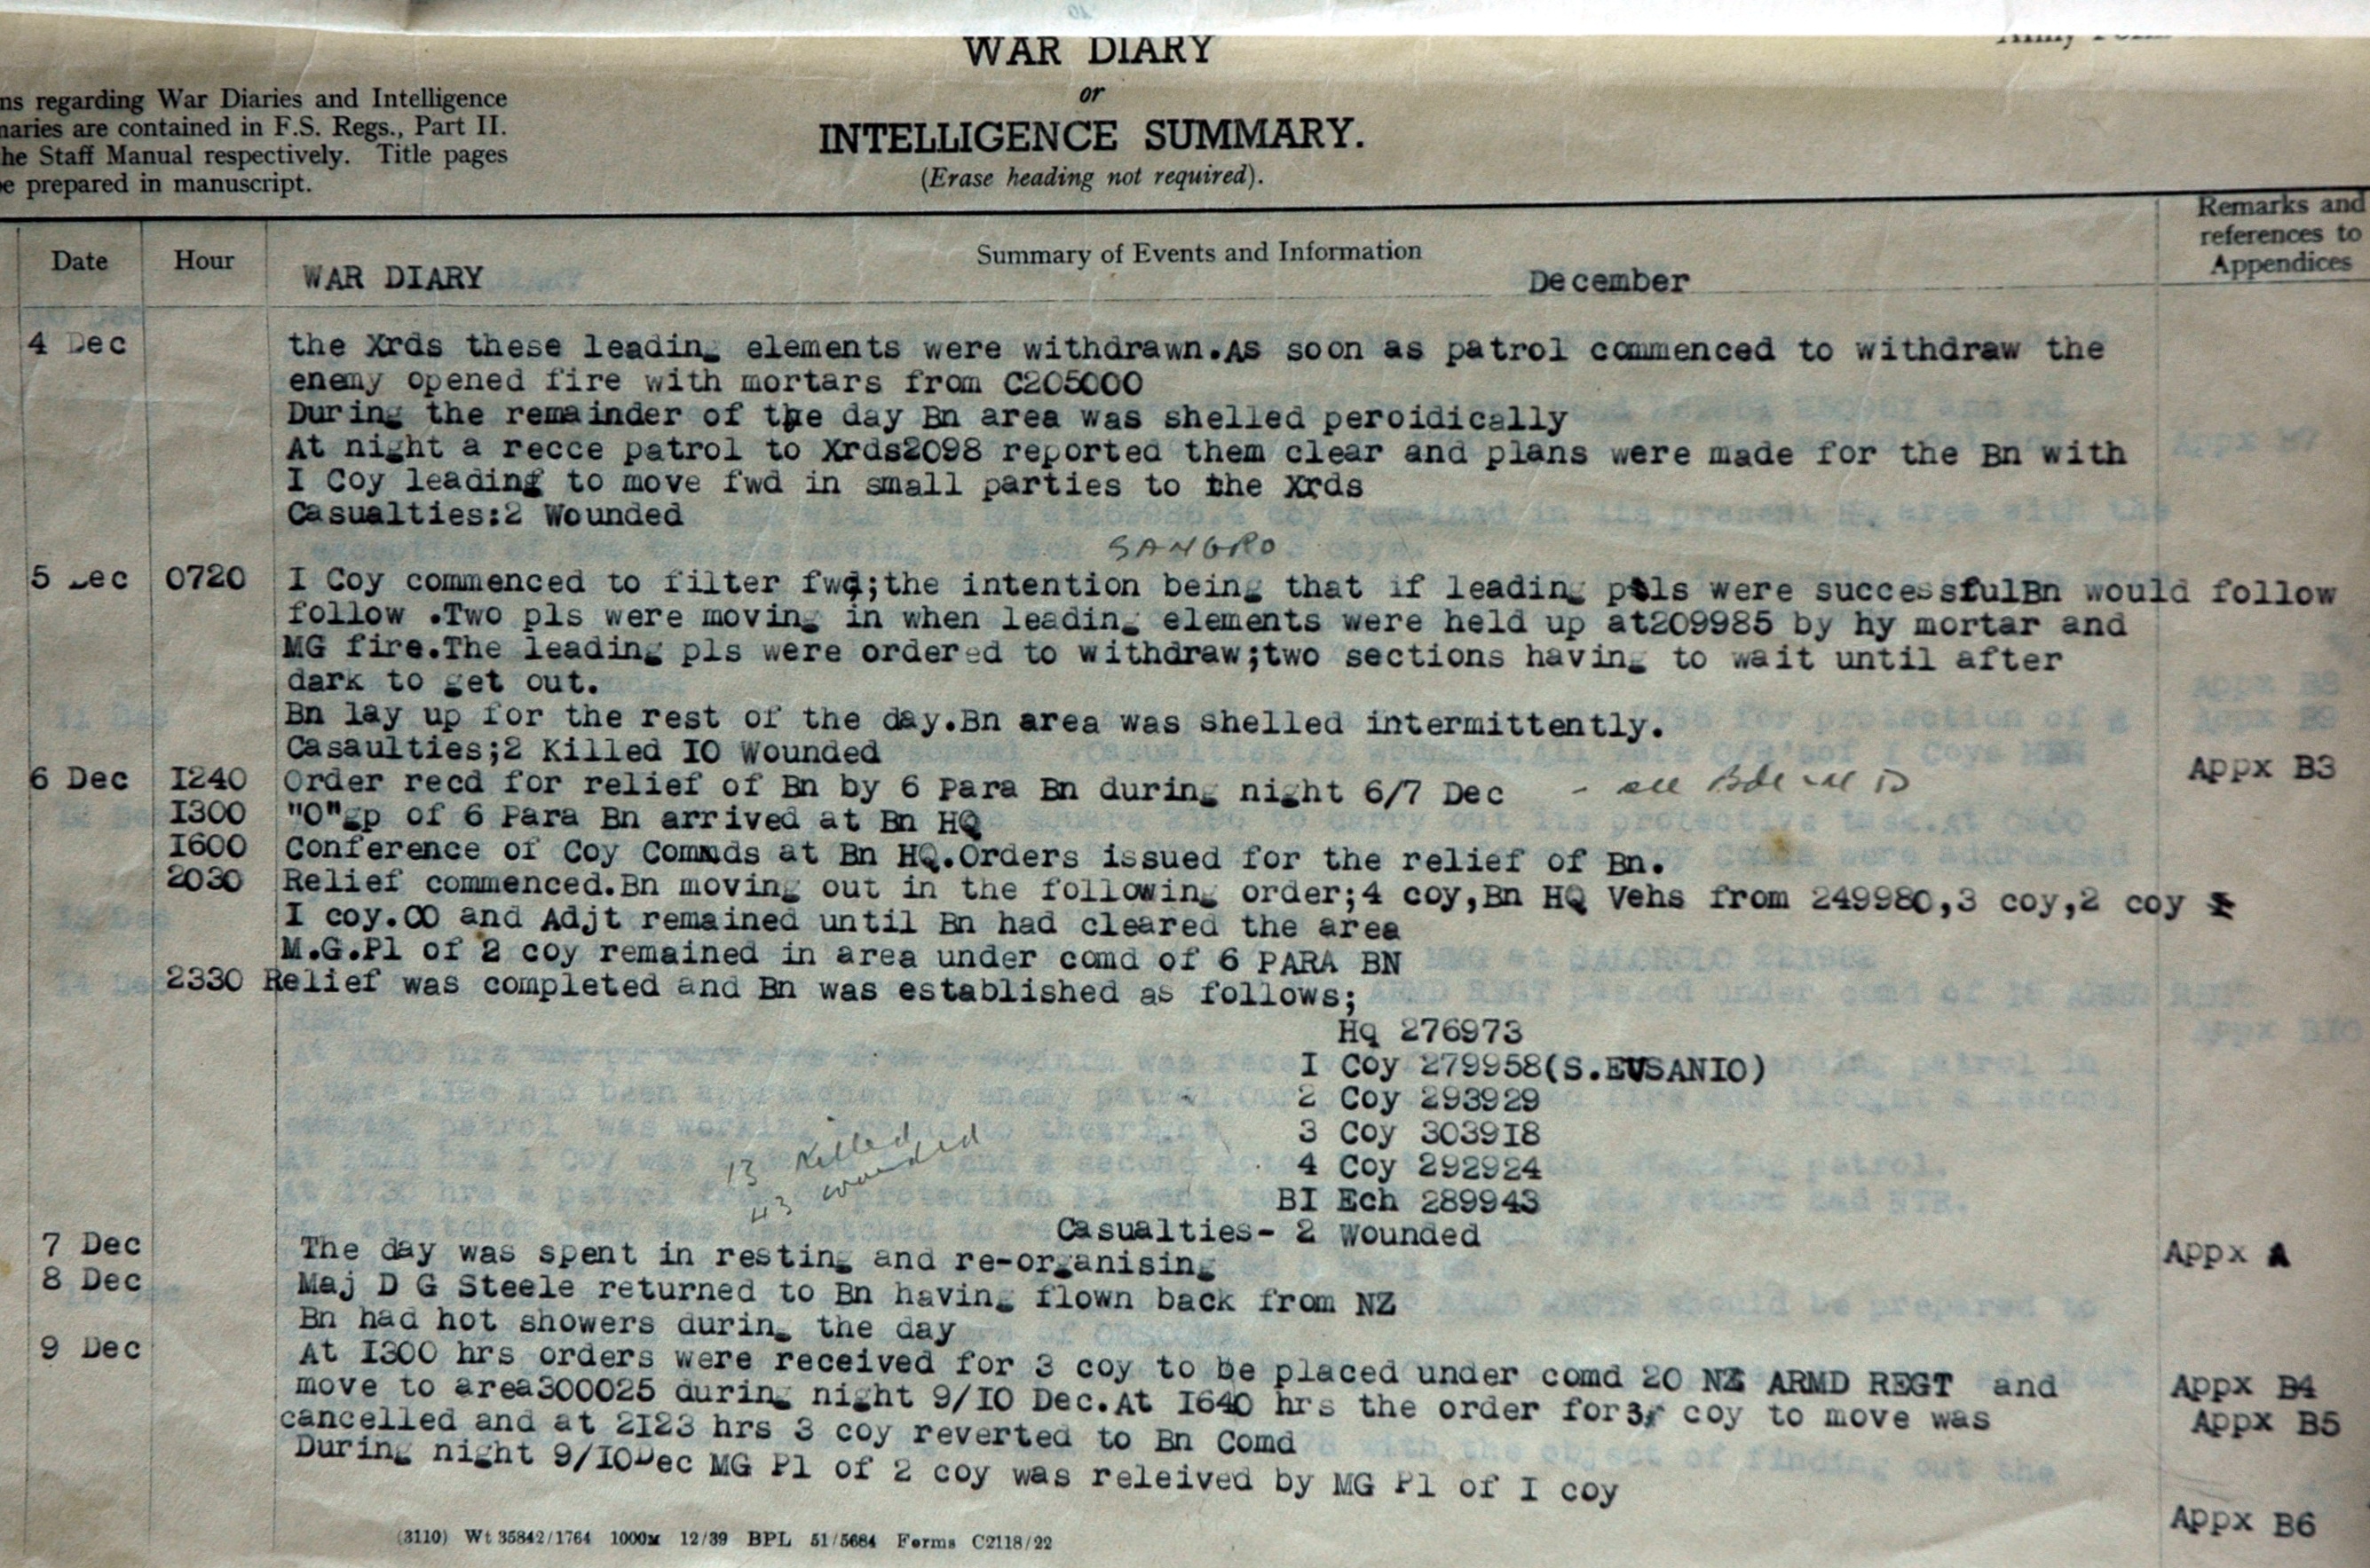 WAR DIARY
or
INTELLIGENCE SUMMARY.
(Erase heading not required).
ns regarding War Diaries and Intelligence
naries are contained in F.S. Regs., Part II.
he Staff Manual respectively. Title pages
e prepared in manuscript.
Date Hour Summary of Events and Information Remarks and
references to
Appendices
WAR DIARY December
4 Dec the Xrds these leading elements were withdrawn.As soon as patrol commenced to withdraw the
enemy opened fire with mortars from C205000
During the remainder of the day Bn area was shelled peroidically
At night a recce patrol to Xrds2098 reported them clear and plans were made for the Bn with
I Coy leading to move fwd in small parties to the Xrds
Casualties:2 Wounded
SANGRO
5 Dec 0720 I Coy commenced to filter fwd;the intention being that if leading pls were successfulBn would follow
follow .Two pls were moving in when leading elements were held up at209985 by hy mortar and
MG fire.The leading pls were ordered to withdraw;two sections having to wait until after
dark to get out.
Bn lay up for the rest of the day.Bn area was shelled intermittently.
Casaulties;2 Killed IO Wounded
6 Dec I240 Order recd for relief of Bn by 6 Para Bn during night 6/7 Dec Appx B3
I300 "O"gp of 6 Para Bn arrived at Bn HQ
I600 Conference of Coy Commds at Bn HQ.Orders issued for the relief of Bn.
2030 Relief commenced.Bn moving out in the following order;4 coy,Bn HQ Vehs from 249980,3 coy,2 coy
I coy.CO and Adjt remained until Bn had cleared the area
M.G.Pl of 2 coy remained in area under comd of 6 PARA BN
2330 Relief was completed and Bn was established as follows;
Hq 276973
I Coy 279958(S.EUSANIO)
2 Coy 293929
3 Coy 3039I8
4 Coy 292924
BI Ech 289943
13 Killed
43 wounded
Casualties- 2 Wounded
7 Dec The day was spent in resting and re-organising Appx A
8 Dec Maj D G Steele returned to Bn having flown back from NZ
Bn had hot showers during the day
9 Dec At I300 hrs orders were received for 3 coy to be placed under comd 20 NZ ARMD REGT and Appx B4
move to area300025 during night 9/IO Dec.At I640 hrs the order for3 coy to move was Appx B5
cancelled and at 2I23 hrs 3 coy reverted to Bn Comd
During night 9/IODec MG Pl of 2 coy was releived by MG Pl of I coy
Appx B6
(3110) Wt 35842/1764 1000M 12/39 BPL 51/5684 Forms C2118/22